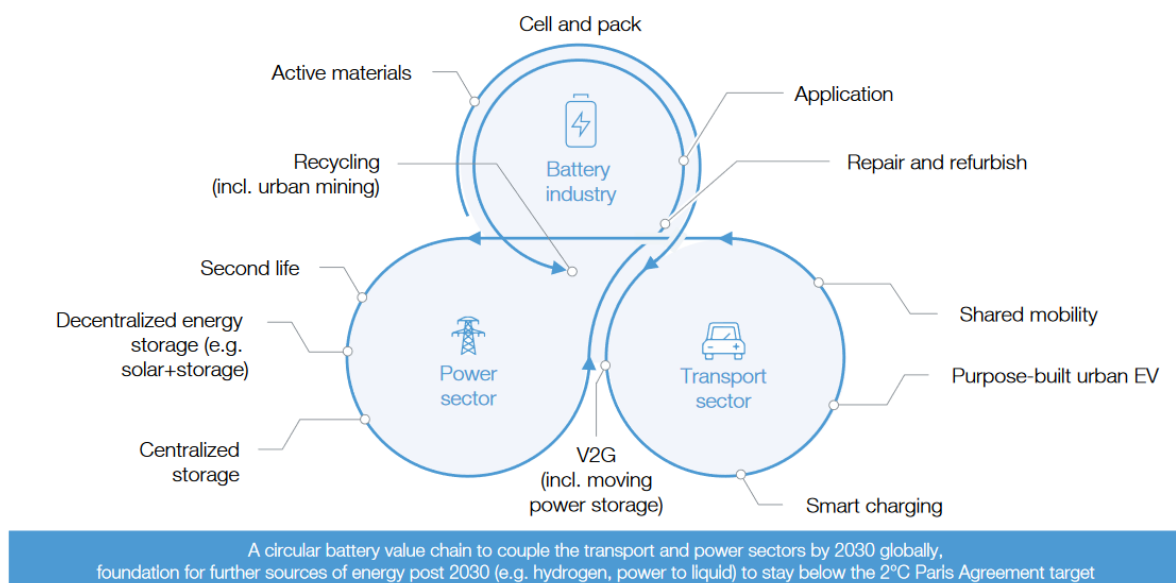 Cell and pack
Active materials
Application
Recycling
(incl. urban mining)
Battery
industry
Repair and refurbish
Second life
Decentralized energy
storage (e.g.
solar+storage)
Power
sector
Transport
sector
Shared mobility
Purpose-built urban EV
Centralized
storage
V2G
(incl. moving
power storage)
Smart charging
A circular battery value chain to couple the transport and power sectors by 2030 globally,
foundation for further sources of energy post 2030 (e.g. hydrogen, power to liquid) to stay below the 2ºC Paris Agreement target